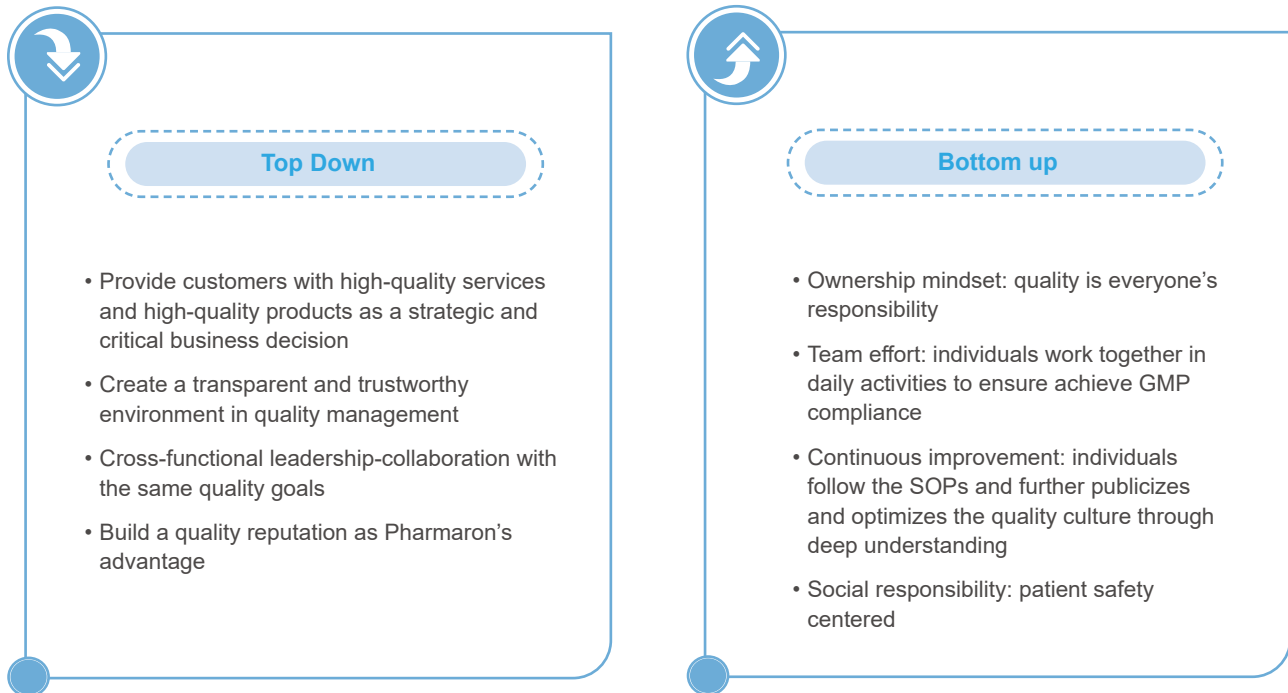 Top Down
• Provide customers with high-quality services
and high-quality products as a strategic and
critical business decision
• Create a transparent and trustworthy
environment in quality management
• Cross-functional leadership-collaboration with
the same quality goals
• Build a quality reputation as Pharmaron’s
advantage
Bottom up
• Ownership mindset: quality is everyone’s
responsibility
• Team effort: individuals work together in
daily activities to ensure achieve GMP
compliance
• Continuous improvement: individuals
follow the SOPs and further publicizes
and optimizes the quality culture through
deep understanding
• Social responsibility: patient safety
centered